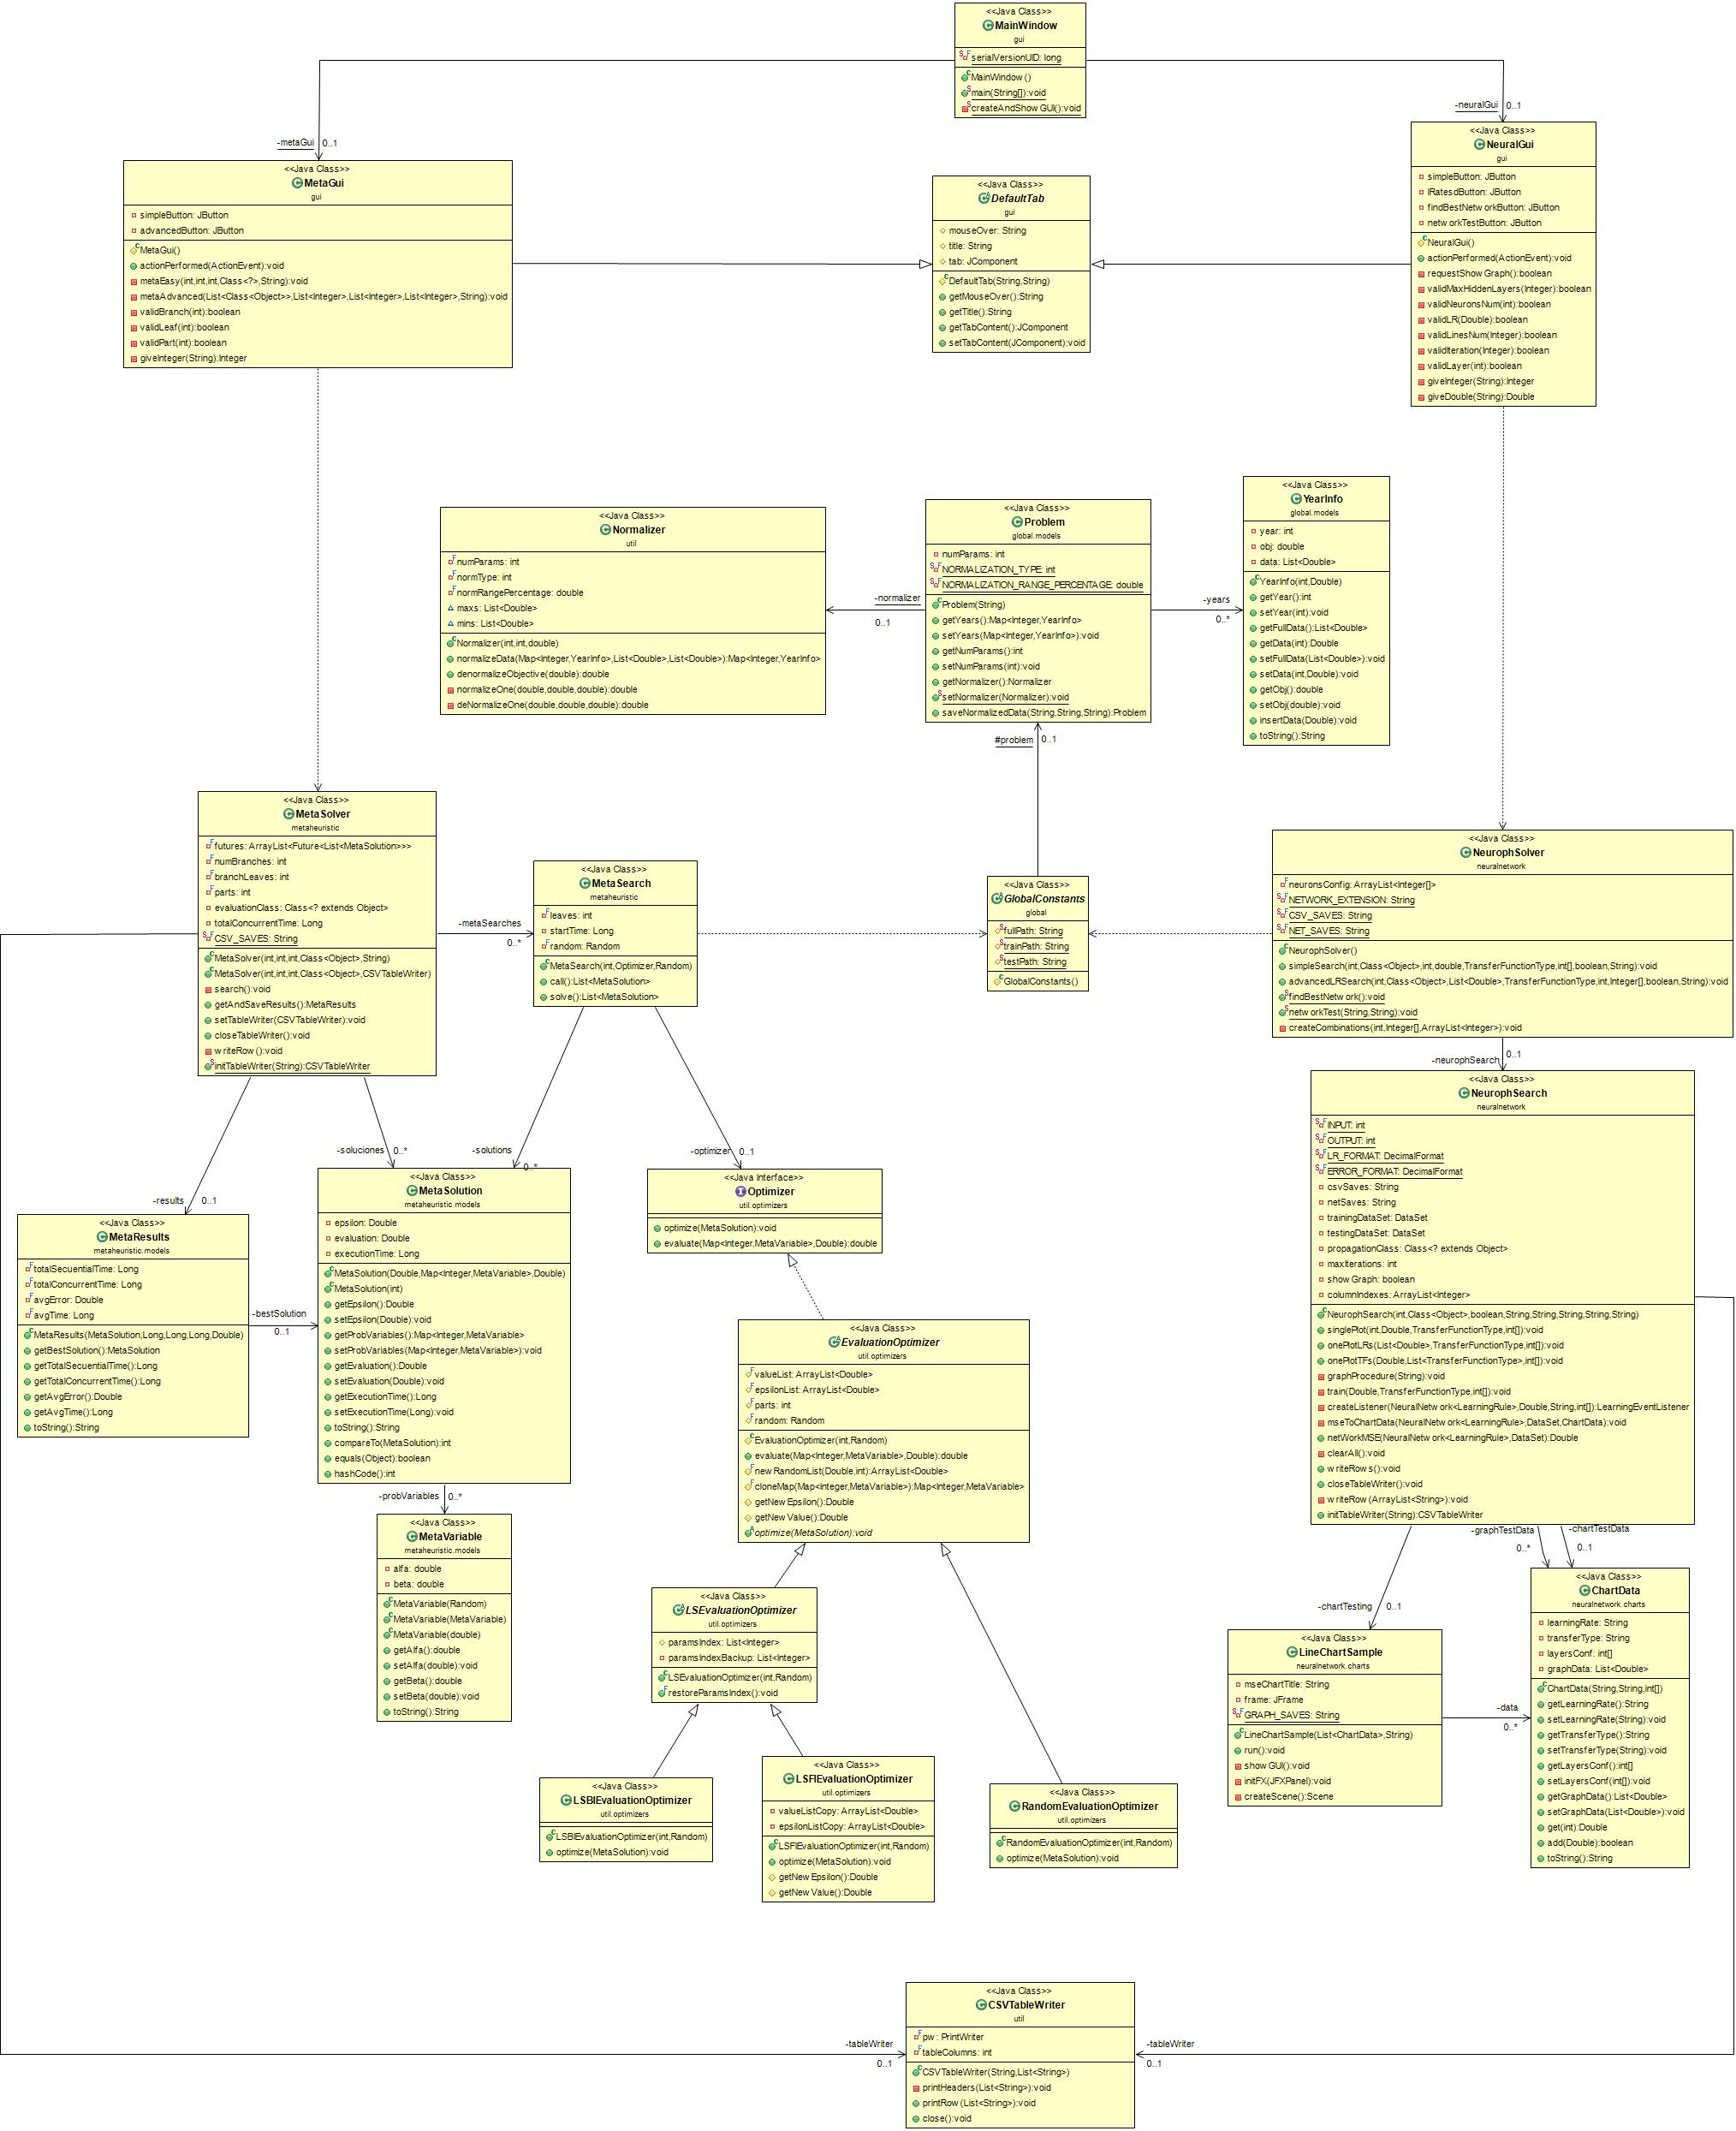 <<Java Class>>
MainWindow
gui
serialVersionUID: long
MainWindow()
main(String[]):void
createAndShowGUI():void
-metaGui
0..1
-neuralGui
0..1
<<Java Class>>
MetaGui
gui
simpleButton: JButton
advancedButton: JButton
MetaGui()
actionPerformed(ActionEvent):void
metaEasy(int,int,int,Class<?>,String):void
metaAdvanced(List<Class<Object>>,List<Integer>,List<Integer>,List<Integer>,String):void
validBranch(int):boolean
validLeaf(int):boolean
validPart(int):boolean
giveInteger(String):Integer
<<Java Class>>
DefaultTab
gui
mouseOver: String
title: String
tab: JComponent
DefaultTab(String,String)
getMouseOver():String
getTitle():String
getTabContent():JComponent
setTabContent(JComponent):void
<<Java Class>>
NeuralGui
gui
simpleButton: JButton
lRatesdButton: JButton
findBestNetworkButton: JButton
networkTestButton: JButton
NeuralGui()
actionPerformed(ActionEvent):void
requestShowGraph():boolean
validMaxHiddenLayers(Integer):boolean
validNeuronsNum(int):boolean
validLR(Double):boolean
validLinesNum(Integer):boolean
validIteration(Integer):boolean
validLayer(int):boolean
giveInteger(String):Integer
giveDouble(String):Double
<<Java Class>>
Normalizer
util
numParams: int
normType: int
normRangePercentage: double
maxs: List<Double>
mins: List<Double>
Normalizer(int,int,double)
normalizeData(Map<Integer,YearInfo>,List<Double>,List<Double>):Map<Integer,YearInfo>
denormalizeObjective(double):double
normalizeOne(double,double,double):double
deNormalizeOne(double,double,double):double
-normalizer
0..1
<<Java Class>>
Problem
global.models
numParams: int
NORMALIZATION_TYPE: int
NORMALIZATION_RANGE_PERCENTAGE: double
Problem(String)
getYears():Map<Integer,YearInfo>
setYears(Map<Integer,YearInfo>):void
getNumParams():int
setNumParams(int):void
getNormalizer():Normalizer
setNormalizer(Normalizer):void
saveNormalizedData(String,String,String):Problem
-years
0..*
<<Java Class>>
YearInfo
global.models
year: int
obj: double
data: List<Double>
YearInfo(int,Double)
getYear():int
setYear(int):void
getFullData():List<Double>
getData(int):Double
setFullData(List<Double>):void
setData(int,Double):void
getObj():double
setObj(double):void
insertData(Double):void
toString():String
#problem
0..1
<<Java Class>>
MetaSolver
metaheuristic
futures: ArrayList<Future<List<MetaSolution>>>
numBranches: int
branchLeaves: int
parts: int
evaluationClass: Class<? extends Object>
totalConcurrentTime: Long
CSV_SAVES: String
MetaSolver(int,int,int,Class<Object>,String)
MetaSolver(int,int,int,Class<Object>,CSVTableWriter)
search():void
getAndSaveResults():MetaResults
setTableWriter(CSVTableWriter):void
closeTableWriter():void
writeRow():void
initTableWriter(String):CSVTableWriter
-metaSearches
0..*
<<Java Class>>
MetaSearch
metaheuristic
leaves: int
startTime: Long
random: Random
MetaSearch(int,Optimizer,Random)
call():List<MetaSolution>
solve():List<MetaSolution>
<<Java Class>>
GlobalConstants
global
fullPath: String
trainPath: String
testPath: String
GlobalConstants()
<<Java Class>>
NeurophSolver
neuralnetwork
neuronsConfig: ArrayList<Integer[]>
NETWORK_EXTENSION: String
CSV_SAVES: String
NET_SAVES: String
NeurophSolver()
simpleSearch(int,Class<Object>,int,double,TransferFunctionType,int[],boolean,String):void
advancedLRSearch(int,Class<Object>,List<Double>,TransferFunctionType,int,Integer[],boolean,String):void
findBestNetwork():void
networkTest(String,String):void
createCombinations(int,Integer[],ArrayList<Integer>):void
-neurophSearch
0..1
-results
0..1
-soluciones
0..*
-solutions
0..*
-optimizer
0..1
<<Java Class>>
MetaResults
metaheuristic.models
totalSecuentialTime: Long
totalConcurrentTime: Long
avgError: Double
avgTime: Long
MetaResults(MetaSolution,Long,Long,Long,Double)
getBestSolution():MetaSolution
getTotalSecuentialTime():Long
getTotalConcurrentTime():Long
getAvgError():Double
getAvgTime():Long
toString():String
-bestSolution
0..1
<<Java Class>>
MetaSolution
metaheuristic.models
epsilon: Double
evaluation: Double
executionTime: Long
MetaSolution(Double,Map<Integer,MetaVariable>,Double)
MetaSolution(int)
getEpsilon():Double
setEpsilon(Double):void
getProbVariables():Map<Integer,MetaVariable>
setProbVariables(Map<Integer,MetaVariable>):void
getEvaluation():Double
setEvaluation(Double):void
getExecutionTime():Long
setExecutionTime(Long):void
toString():String
compareTo(MetaSolution):int
equals(Object):boolean
hashCode():int
-probVariables
0..*
<<Java Class>>
MetaVariable
metaheuristic.models
alfa: double
beta: double
MetaVariable(Random)
MetaVariable(MetaVariable)
MetaVariable(double)
getAlfa():double
setAlfa(double):void
getBeta():double
setBeta(double):void
toString():String
<<Java Interface>>
Optimizer
util.optimizers
optimize(MetaSolution):void
evaluate(Map<Integer,MetaVariable>,Double):double
<<Java Class>>
EvaluationOptimizer
util.optimizers
valueList: ArrayList<Double>
epsilonList: ArrayList<Double>
parts: int
random: Random
EvaluationOptimizer(int,Random)
evaluate(Map<Integer,MetaVariable>,Double):double
newRandomList(Double,int):ArrayList<Double>
cloneMap(Map<Integer,MetaVariable>):Map<Integer,MetaVariable>
getNewEpsilon():Double
getNewValue():Double
optimize(MetaSolution):void
<<Java Class>>
LSEvaluationOptimizer
util.optimizers
paramsIndex: List<Integer>
paramsIndexBackup: List<Integer>
LSEvaluationOptimizer(int,Random)
restoreParamsIndex():void
<<Java Class>>
LSBIEvaluationOptimizer
util.optimizers
LSBIEvaluationOptimizer(int,Random)
optimize(MetaSolution):void
<<Java Class>>
LSFIEvaluationOptimizer
util.optimizers
valueListCopy: ArrayList<Double>
epsilonListCopy: ArrayList<Double>
LSFIEvaluationOptimizer(int,Random)
optimize(MetaSolution):void
getNewEpsilon():Double
getNewValue():Double
<<Java Class>>
RandomEvaluationOptimizer
util.optimizers
RandomEvaluationOptimizer(int,Random)
optimize(MetaSolution):void
<<Java Class>>
NeurophSearch
neuralnetwork
INPUT: int
OUTPUT: int
LR_FORMAT: DecimalFormat
ERROR_FORMAT: DecimalFormat
csvSaves: String
netSaves: String
trainingDataSet: DataSet
testingDataSet: DataSet
propagationClass: Class<? extends Object>
maxIterations: int
showGraph: boolean
columnIndexes: ArrayList<Integer>
NeurophSearch(int,Class<Object>,boolean,String,String,String,String,String)
singlePlot(int,Double,TransferFunctionType,int[]):void
onePlotLRs(List<Double>,TransferFunctionType,int[]):void
onePlotTFs(Double,List<TransferFunctionType>,int[]):void
graphProcedure(String):void
train(Double,TransferFunctionType,int[]):void
createListener(NeuralNetwork<LearningRule>,Double,String,int[]):LearningEventListener
mseToChartData(NeuralNetwork<LearningRule>,DataSet,ChartData):void
netWorkMSE(NeuralNetwork<LearningRule>,DataSet):Double
clearAll():void
writeRows():void
closeTableWriter():void
writeRow(ArrayList<String>):void
initTableWriter(String):CSVTableWriter
-graphTestData
0..*
-chartTestData
0..1
-chartTesting
0..1
<<Java Class>>
LineChartSample
neuralnetwork.charts
mseChartTitle: String
frame: JFrame
GRAPH_SAVES: String
LineChartSample(List<ChartData>,String)
run():void
showGUI():void
initFX(JFXPanel):void
createScene():Scene
-data
0..*
<<Java Class>>
ChartData
neuralnetwork.charts
learningRate: String
transferType: String
layersConf: int[]
graphData: List<Double>
ChartData(String,String,int[])
getLearningRate():String
setLearningRate(String):void
getTransferType():String
setTransferType(String):void
getLayersConf():int[]
setLayersConf(int[]):void
getGraphData():List<Double>
setGraphData(List<Double>):void
get(int):Double
add(Double):boolean
toString():String
-tableWriter
0..1
<<Java Class>>
CSVTableWriter
util
pw: PrintWriter
tableColumns: int
CSVTableWriter(String,List<String>)
printHeaders(List<String>):void
printRow(List<String>):void
close():void
-tableWriter
0..1